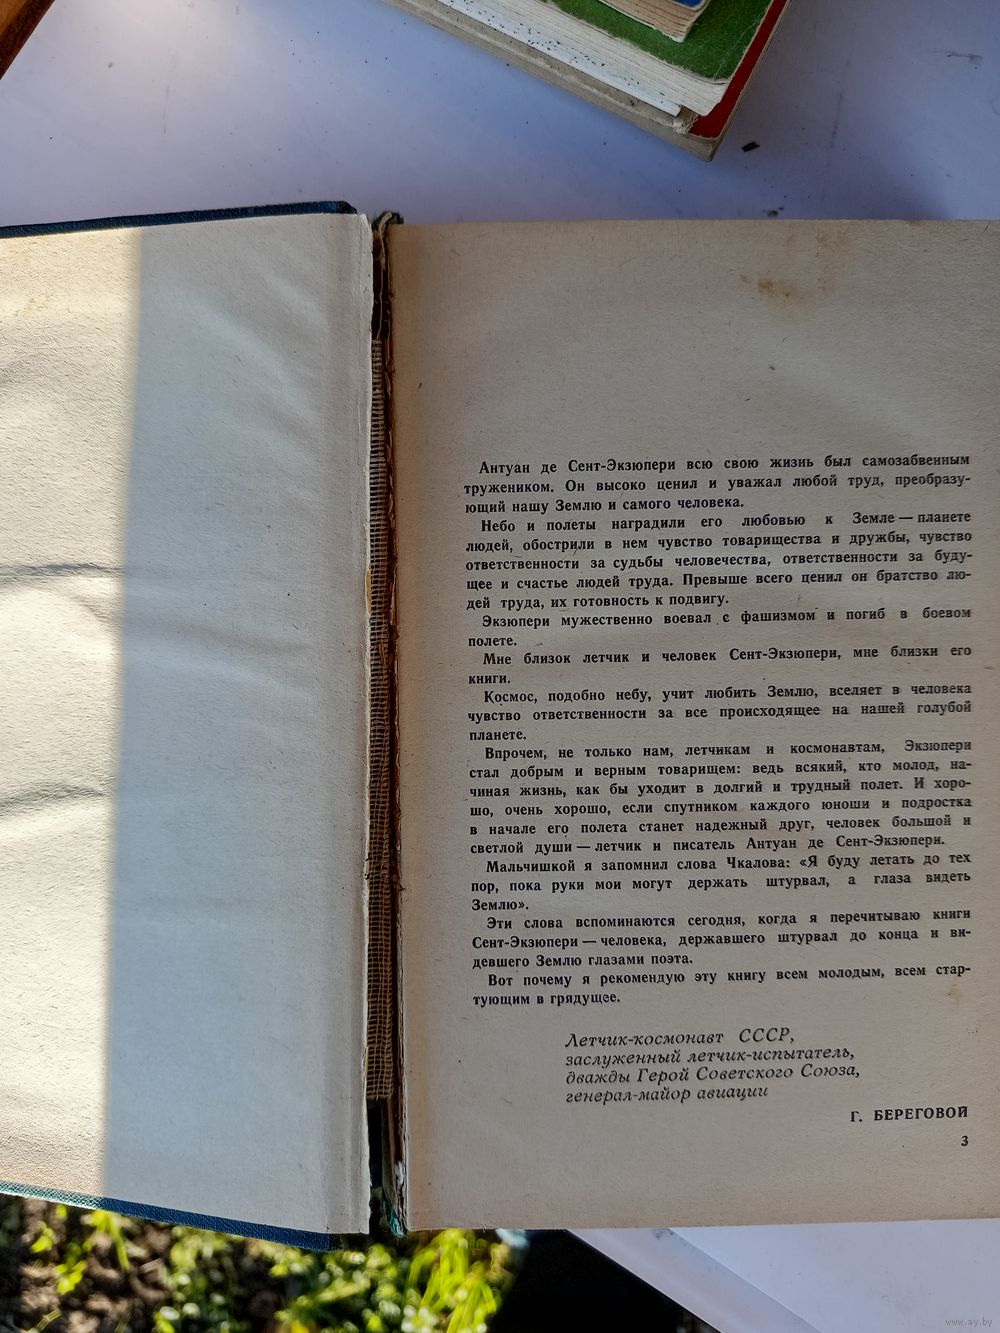 Антуан де Сент-Экзюпери всю свою жизнь был самозабвенным
тружеником. Он высоко ценил и уважал любой труд, преобразу-
ющий нашу Землю и самого человека.
Небо и полеты наградили его любовью к Земле — планете
людей, обострили в нем чувство товарищества и дружбы, чувство
ответственности за судьбы человечества, ответственности за буду-
щее и счастье людей труда. Превыше всего ценил он братство лю-
дей труда, их готовность к подвигу.
Экзюпери мужественно воевал с фашизмом и погиб в боевом
полете.
Мне близок летчик и человек Сент-Экзюпери, мне близки его
книги.
Космос, подобно небу, учит любить Землю, вселяет в человека
чувство ответственности за все происходящее на нашей голубой
планете.
Впрочем, не только нам, летчикам и космонавтам, Экзюпери
стал добрым и верным товарищем: ведь всякий, кто молод, на-
чиная жизнь, как бы уходит в долгий и трудный полет. И хоро-
шо, очень хорошо, если спутником каждого юноши и подростка
в начале его полета станет надежный друг, человек большой и
светлой души — летчик и писатель Антуан де Сент-Экзюпери.
Мальчишкой я запомнил слова Чкалова: «Я буду летать до тех
пор, пока руки мои могут держать штурвал, а глаза видеть
Землю».
Эти слова вспоминаются сегодня, когда я перечитываю книги
Сент-Экзюпери — человека, державшего штурвал до конца и ви-
девшего Землю глазами поэта.
Вот почему я рекомендую эту книгу всем молодым, всем стар-
тующим в грядущее.
Летчик-космонавт СССР,
заслуженный летчик-испытатель,
дважды Герой Советского Союза,
генерал-майор авиации
Г. БЕРЕГОВОЙ
3
www.ay.by